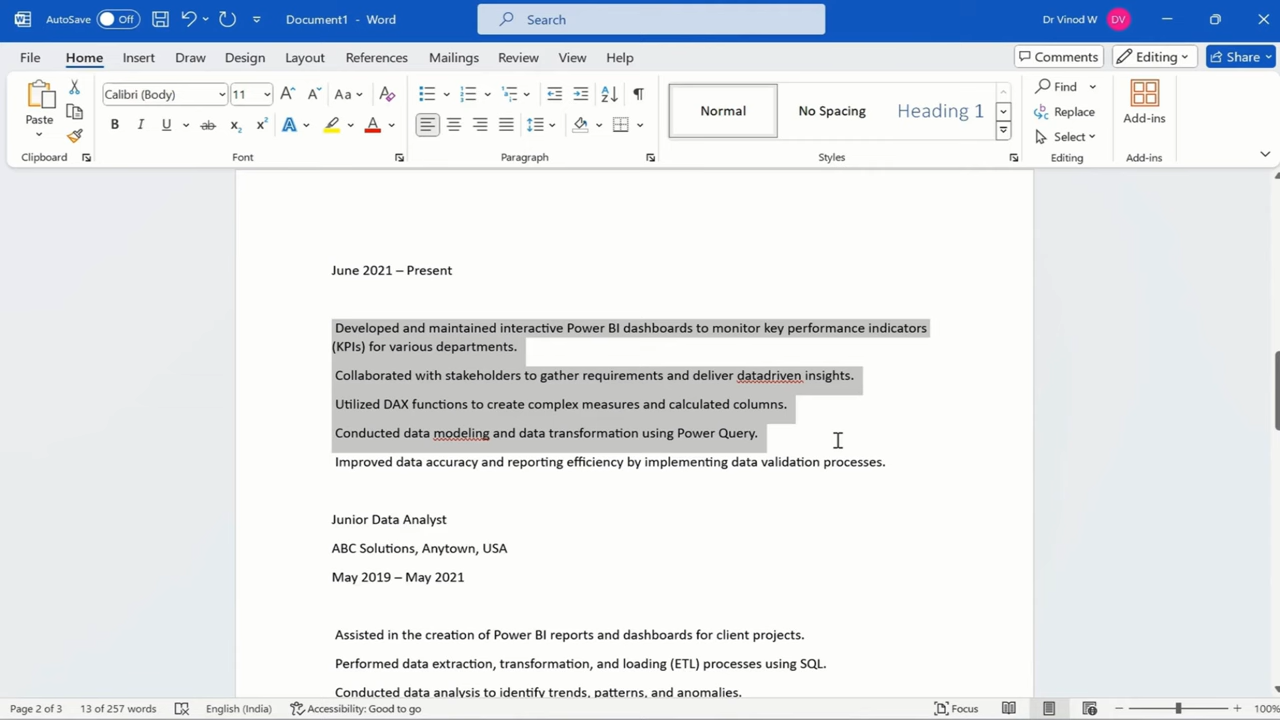 AutoSave Off Document1 - Word Search Dr Vinod W DV
File Home Insert Draw Design Layout References Mailings Review View Help Comments Editing Share
Paste Calibri (Body) 11 Aa Normal No Spacing Heading 1 Find Replace Select Add-ins
Clipboard Font Paragraph Styles Editing Add-ins
June 2021 – Present
Developed and maintained interactive Power BI dashboards to monitor key performance indicators
(KPIs) for various departments.
Collaborated with stakeholders to gather requirements and deliver datadriven insights.
Utilized DAX functions to create complex measures and calculated columns.
Conducted data modeling and data transformation using Power Query.
Improved data accuracy and reporting efficiency by implementing data validation processes.
Junior Data Analyst
ABC Solutions, Anytown, USA
May 2019 – May 2021
Assisted in the creation of Power BI reports and dashboards for client projects.
Performed data extraction, transformation, and loading (ETL) processes using SQL.
Conducted data analysis to identify trends, patterns, and anomalies.
Page 2 of 3 13 of 257 words English (India) Accessibility: Good to go Focus 100%